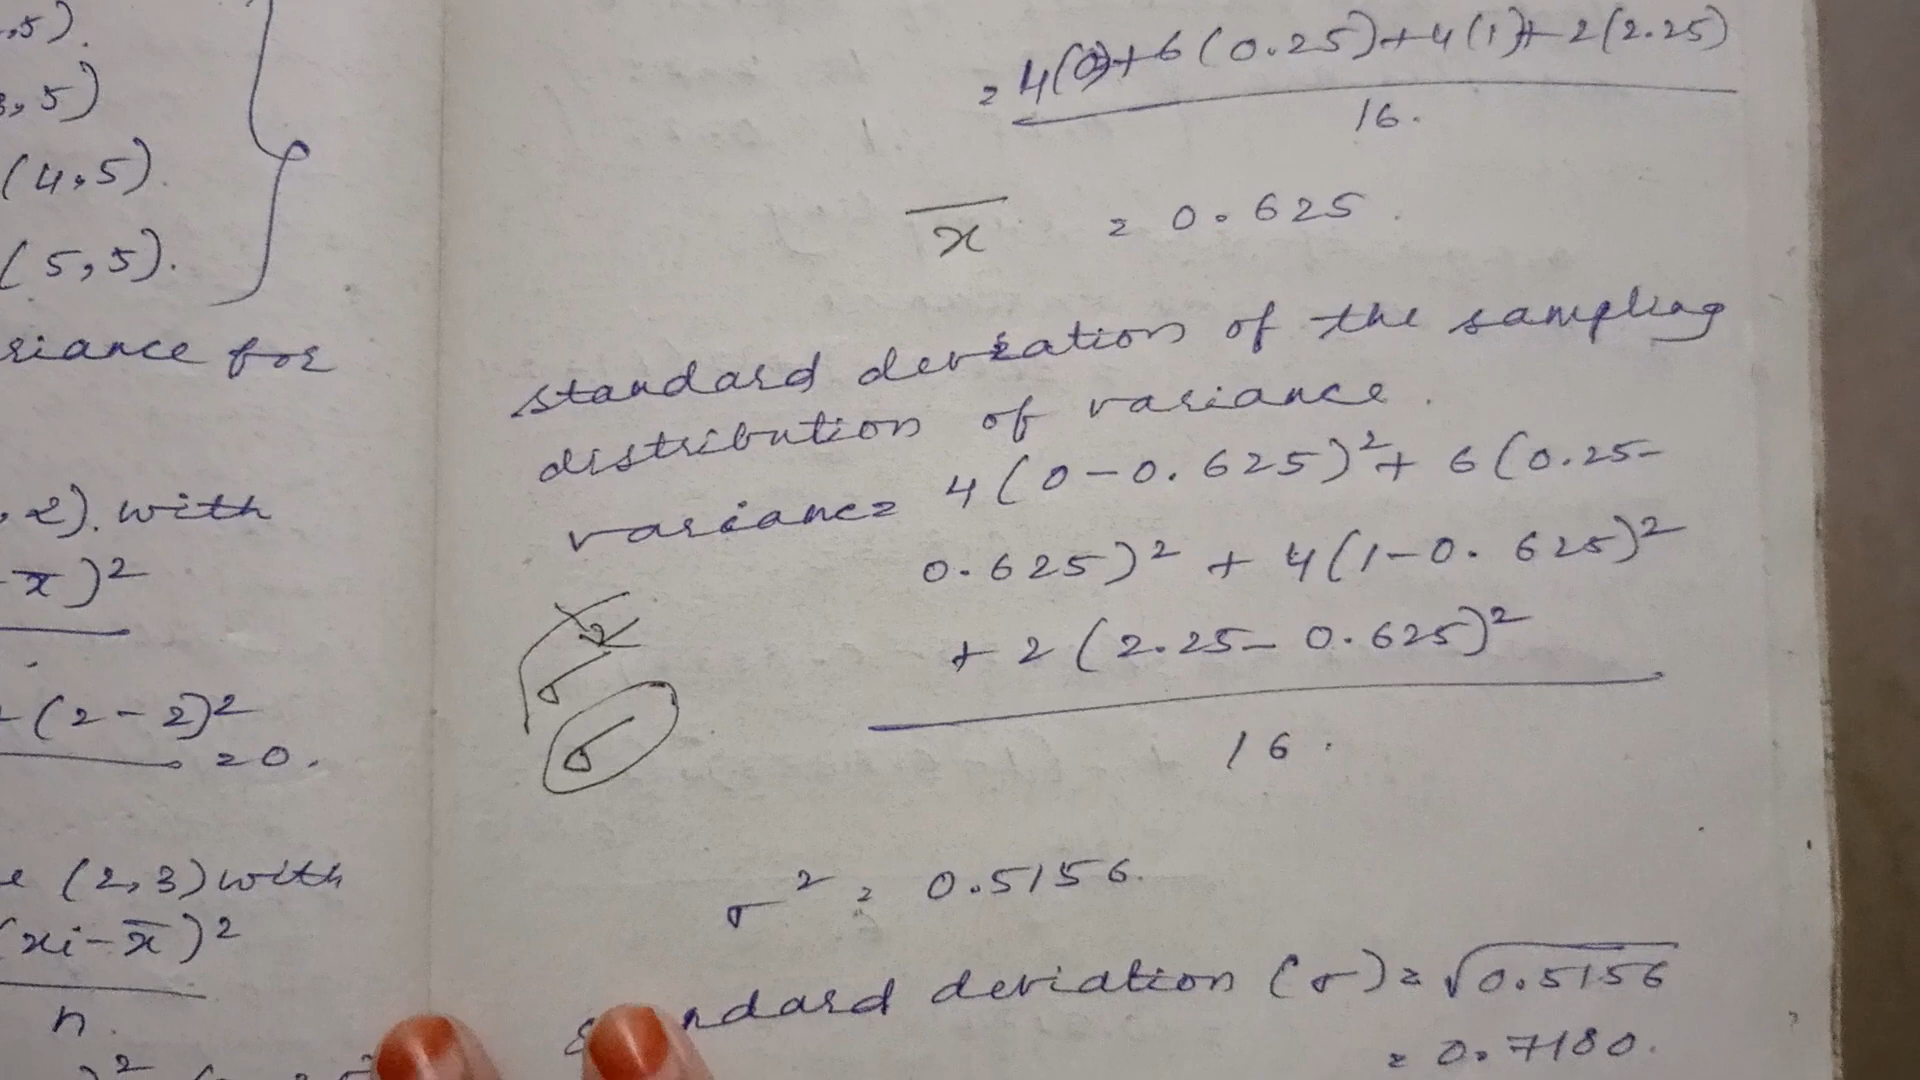 ,5).
3,5)
(4,5).
(5,5).
riance for
,2). with
x̄)²
-(2-2)²
=0.
(2,3) with
(xi-x̄)²
n.
= 4(0)+6(0.25)+4(1)+2(2.25)
16.
x̄ = 0.625.
standard deviation of the sampling
distribution of variance.
variance= 4(0-0.625)²+ 6(0.25-
0.625)² + 4(1-0.625)²
+ 2(2.25-0.625)²
16.
σ
σ
σ² = 0.5156.
ndard deviation (σ)= √0.5156
= 0.7180.